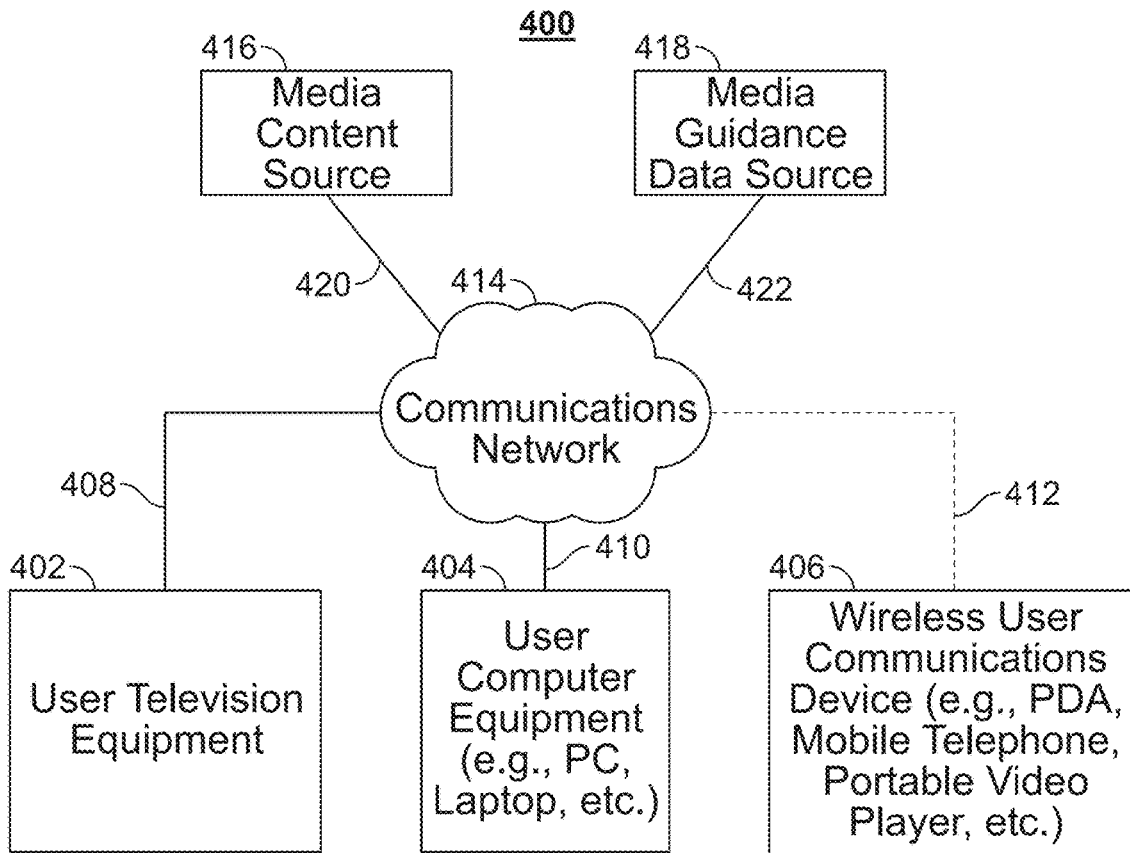 400
416
Media
Content
Source
418
Media
Guidance
Data Source
420
414
422
Communications
Network
408
410
412
402
User Television
Equipment
404
User
Computer
Equipment
(e.g., PC,
Laptop, etc.)
406
Wireless User
Communications
Device (e.g., PDA,
Mobile Telephone,
Portable Video
Player, etc.)